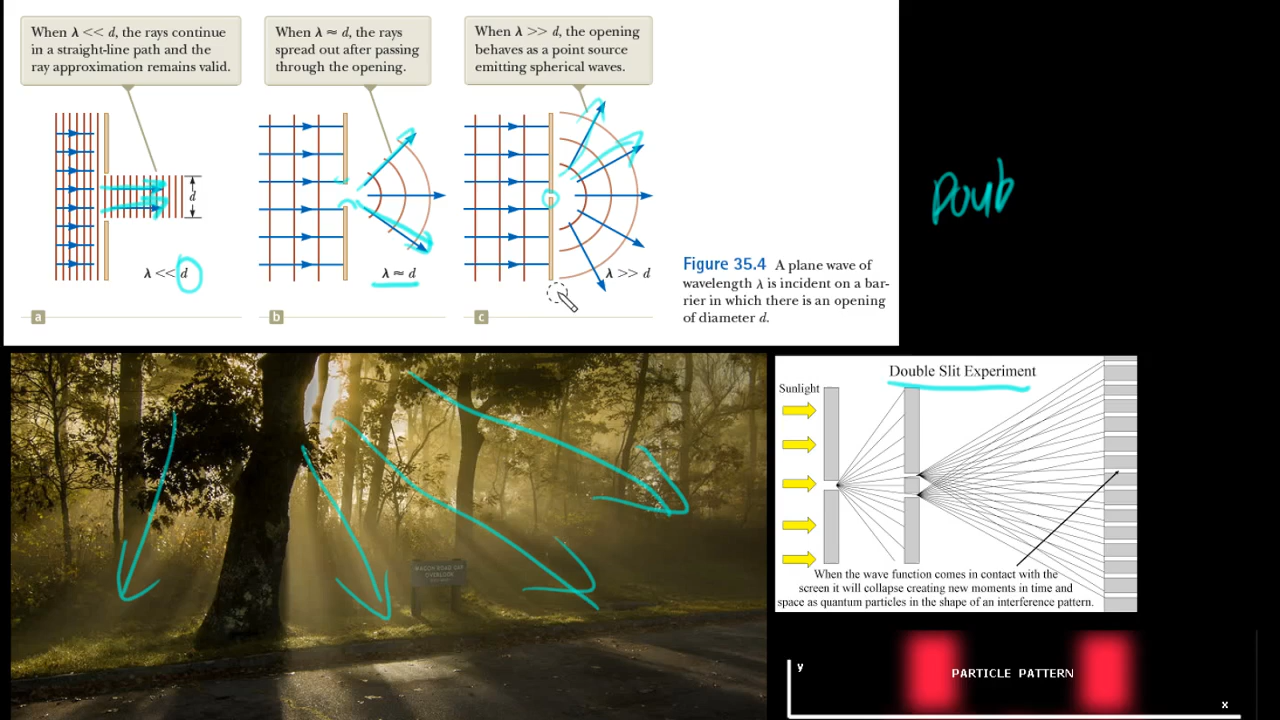 When λ << d, the rays continue
in a straight-line path and the
ray approximation remains valid.
When λ ≈ d, the rays
spread out after passing
through the opening.
When λ >> d, the opening
behaves as a point source
emitting spherical waves.
d
λ << d
λ ≈ d
λ >> d
a
b
c
Figure 35.4 A plane wave of
wavelength λ is incident on a bar-
rier in which there is an opening
of diameter d.
Doub
Double Slit Experiment
Sunlight
When the wave function comes in contact with the
screen it will collapse creating new moments in time and
space as quantum particles in the shape of an interference pattern.
OVERLOOK
y
PARTICLE PATTERN
x